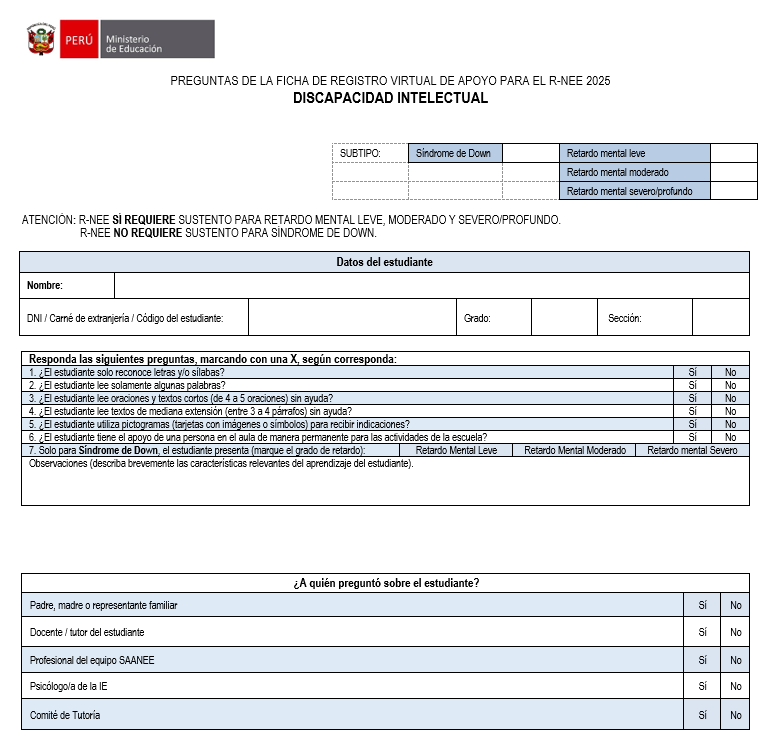 PERÚ
Ministerio
de Educación
PREGUNTAS DE LA FICHA DE REGISTRO VIRTUAL DE APOYO PARA EL R-NEE 2025
DISCAPACIDAD INTELECTUAL
SUBTIPO: Síndrome de Down Retardo mental leve
Retardo mental moderado
Retardo mental severo/profundo
ATENCIÓN: R-NEE SÍ REQUIERE SUSTENTO PARA RETARDO MENTAL LEVE, MODERADO Y SEVERO/PROFUNDO.
R-NEE NO REQUIERE SUSTENTO PARA SÍNDROME DE DOWN.
Datos del estudiante
Nombre:
DNI / Carné de extranjería / Código del estudiante: Grado: Sección:
Responda las siguientes preguntas, marcando con una X, según corresponda:
1. ¿El estudiante solo reconoce letras y/o sílabas? Sí No
2. ¿El estudiante lee solamente algunas palabras? Sí No
3. ¿El estudiante lee oraciones y textos cortos (de 4 a 5 oraciones) sin ayuda? Sí No
4. ¿El estudiante lee textos de mediana extensión (entre 3 a 4 párrafos) sin ayuda? Sí No
5. ¿El estudiante utiliza pictogramas (tarjetas con imágenes o símbolos) para recibir indicaciones? Sí No
6. ¿El estudiante tiene el apoyo de una persona en el aula de manera permanente para las actividades de la escuela? Sí No
7. Solo para Síndrome de Down, el estudiante presenta (marque el grado de retardo): Retardo Mental Leve Retardo Mental Moderado Retardo mental Severo
Observaciones (describa brevemente las características relevantes del aprendizaje del estudiante).
¿A quién preguntó sobre el estudiante?
Padre, madre o representante familiar Sí No
Docente / tutor del estudiante Sí No
Profesional del equipo SAANEE Sí No
Psicólogo/a de la IE Sí No
Comité de Tutoría Sí No